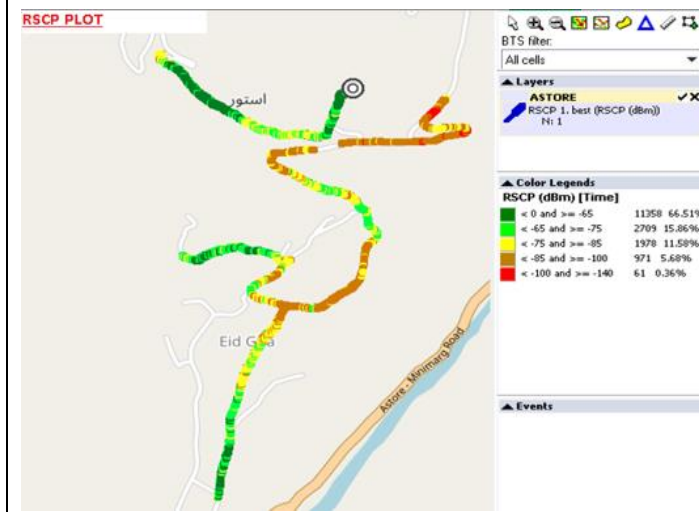 RSCP PLOT
BTS filter:
All cells
Layers
ASTORE
RSCP 1. best (RSCP (dBm))
N: 1
Color Legends
RSCP (dBm) [Time]
< 0 and >= -65 11358 66.51%
< -65 and >= -75 2709 15.86%
< -75 and >= -85 1978 11.58%
< -85 and >= -100 971 5.68%
< -100 and >= -140 61 0.36%
Events
استور
Eid
Astore - Minimarg Road